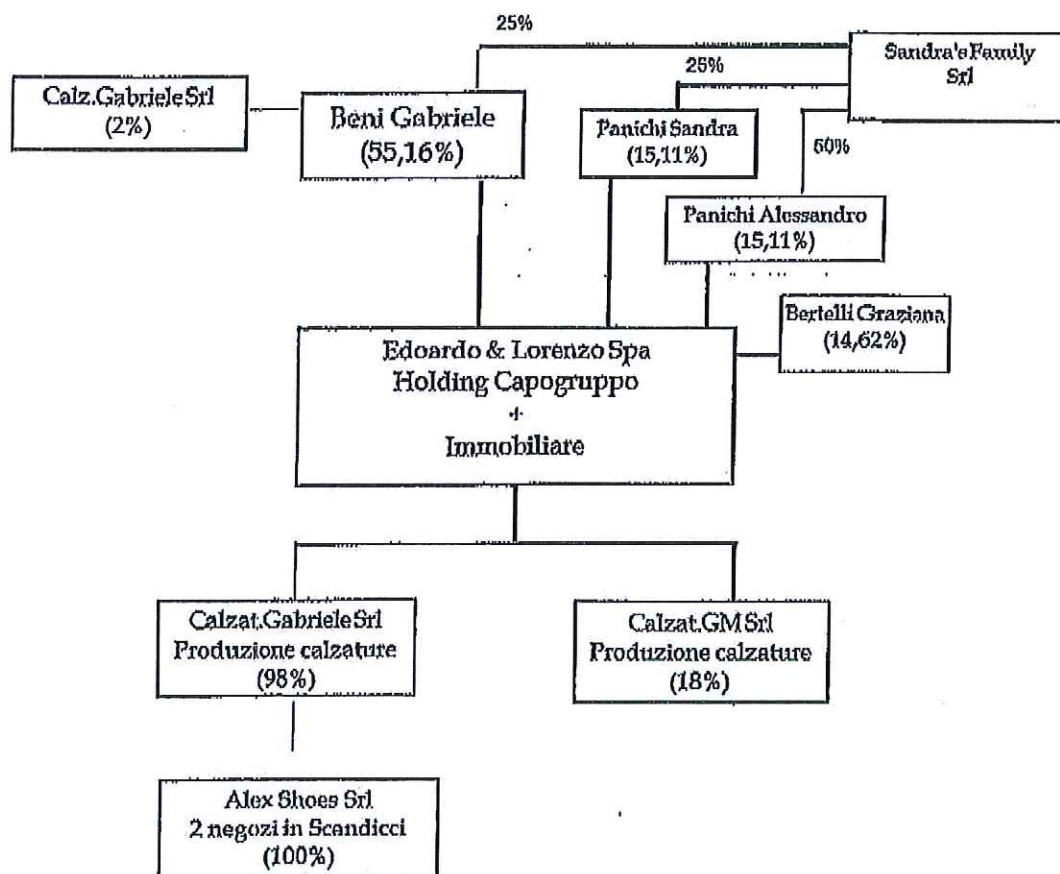 25%
Sandra's Family
Srl
25%
Calz.Gabriele Srl
(2%)
Beni Gabriele
(55,16%)
Panichi Sandra
(15,11%)
60%
Panichi Alessandro
(15,11%)
Bertelli Graziana
(14,62%)
Edoardo & Lorenzo Spa
Holding Capogruppo
+
Immobiliare
Calzat.Gabriele Srl
Produzione calzature
(98%)
Calzat.GM Srl
Produzione calzature
(18%)
Alex Shoes Srl
2 negozi in Scandicci
(100%)